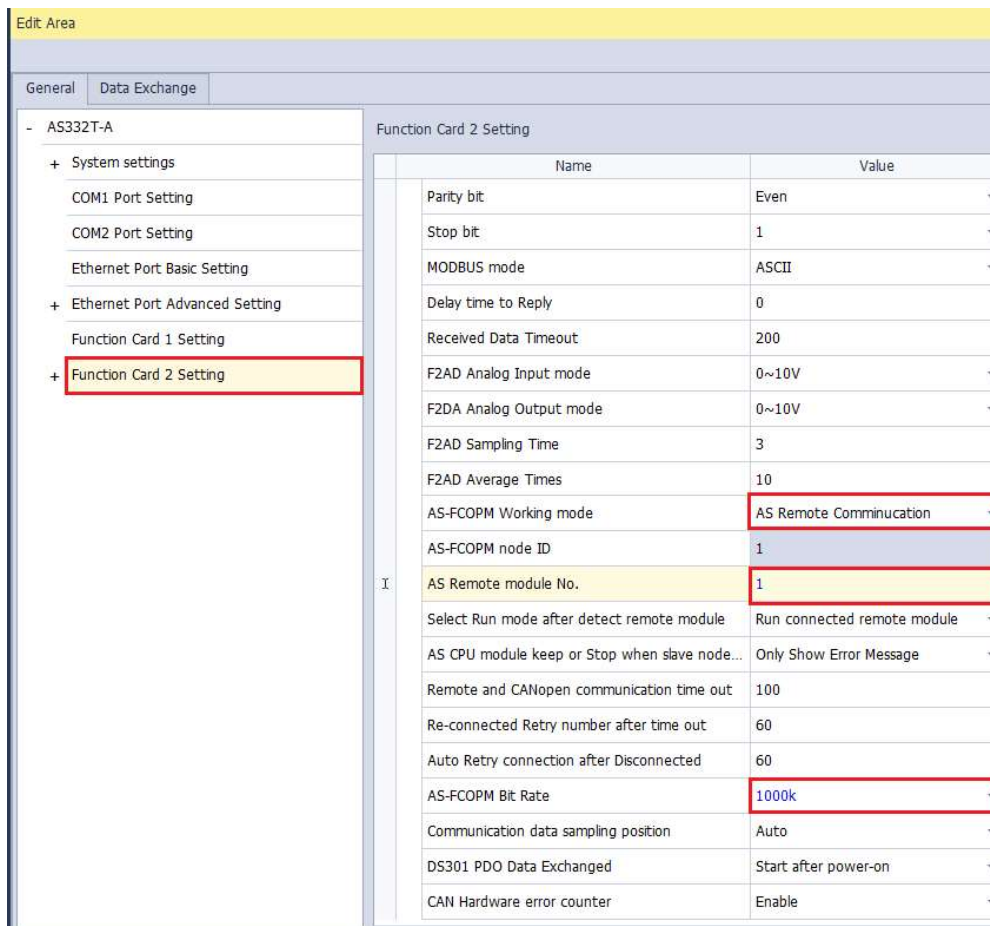 Edit Area
General Data Exchange
- AS332T-A
+ System settings
COM1 Port Setting
COM2 Port Setting
Ethernet Port Basic Setting
+ Ethernet Port Advanced Setting
Function Card 1 Setting
+ Function Card 2 Setting
Function Card 2 Setting
Name Value
Parity bit Even
Stop bit 1
MODBUS mode ASCII
Delay time to Reply 0
Received Data Timeout 200
F2AD Analog Input mode 0~10V
F2DA Analog Output mode 0~10V
F2AD Sampling Time 3
F2AD Average Times 10
AS-FCOPM Working mode AS Remote Comminucation
AS-FCOPM node ID 1
AS Remote module No. 1
Select Run mode after detect remote module Run connected remote module
AS CPU module keep or Stop when slave node... Only Show Error Message
Remote and CANopen communication time out 100
Re-connected Retry number after time out 60
Auto Retry connection after Disconnected 60
AS-FCOPM Bit Rate 1000k
Communication data sampling position Auto
DS301 PDO Data Exchanged Start after power-on
CAN Hardware error counter Enable